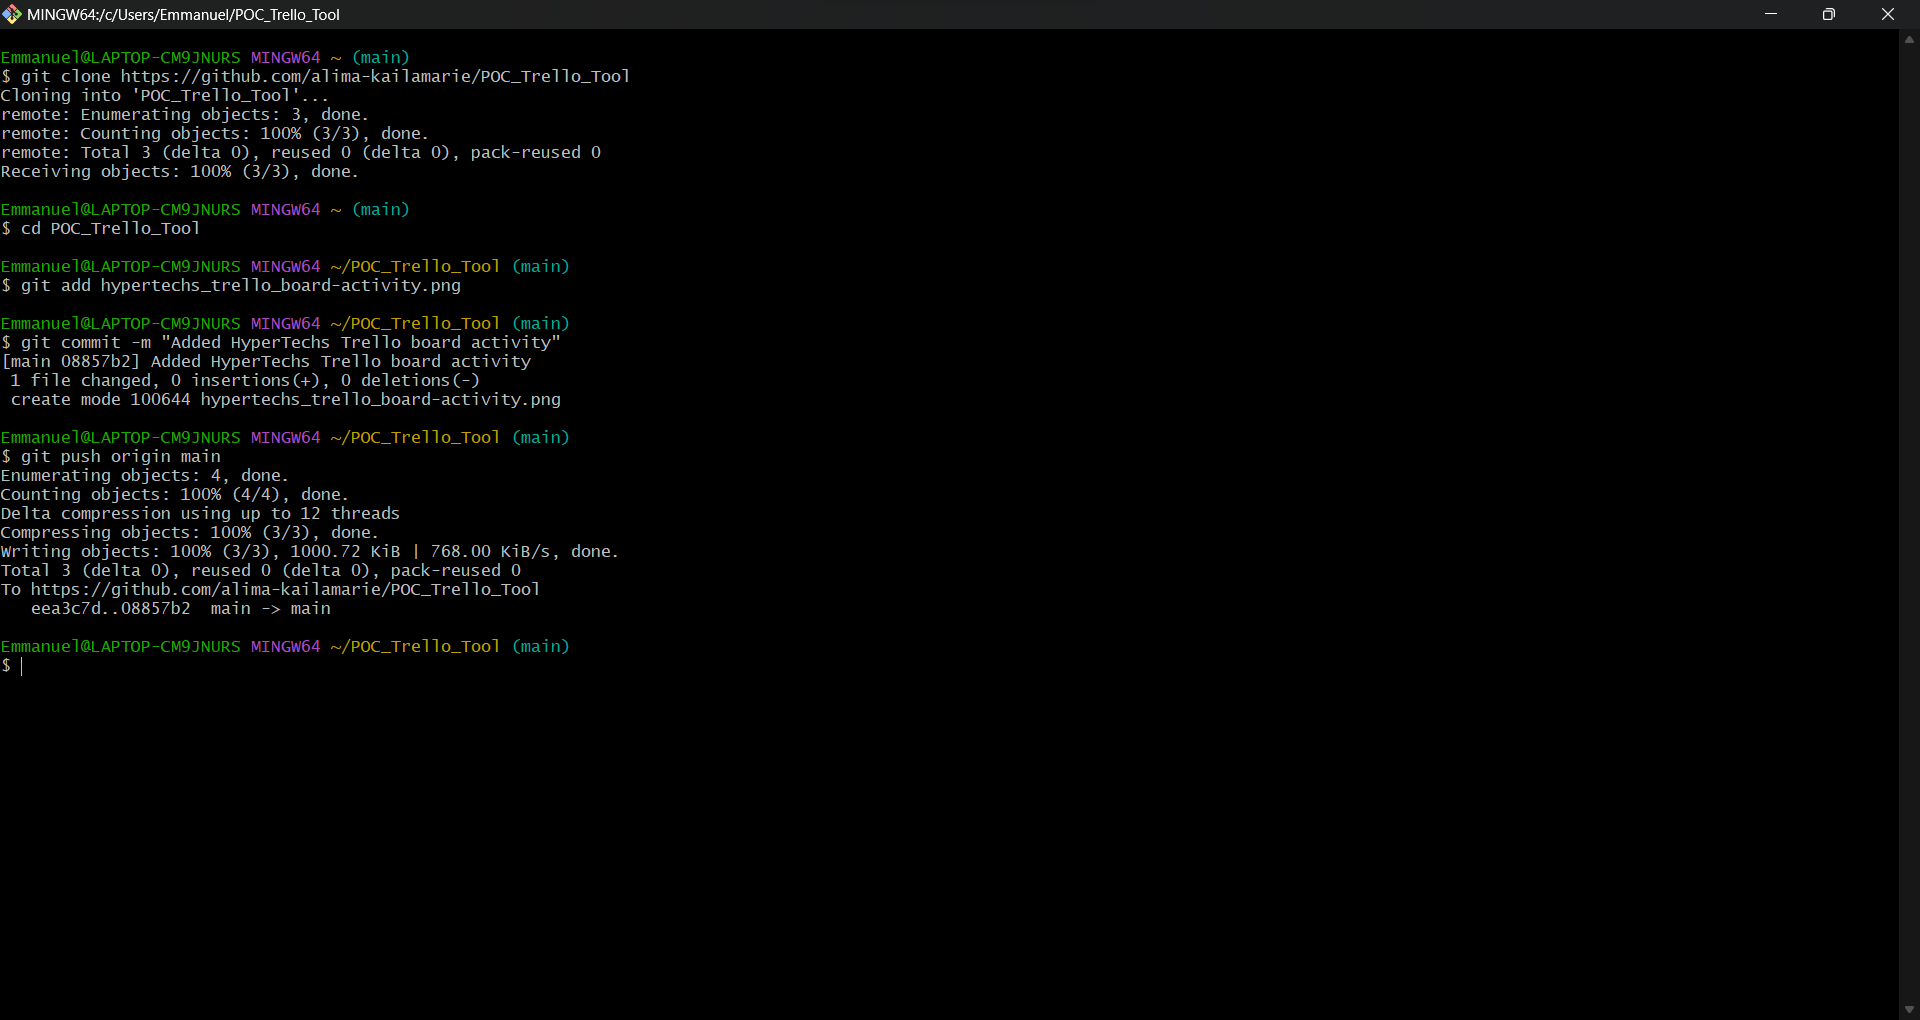 MINGW64:/c/Users/Emmanuel/POC_Trello_Tool
Emmanuel@LAPTOP-CM9JNURS MINGW64 ~ (main)
$ git clone https://github.com/alima-kailamarie/POC_Trello_Tool
Cloning into 'POC_Trello_Tool'...
remote: Enumerating objects: 3, done.
remote: Counting objects: 100% (3/3), done.
remote: Total 3 (delta 0), reused 0 (delta 0), pack-reused 0
Receiving objects: 100% (3/3), done.
Emmanuel@LAPTOP-CM9JNURS MINGW64 ~ (main)
$ cd POC_Trello_Tool
Emmanuel@LAPTOP-CM9JNURS MINGW64 ~/POC_Trello_Tool (main)
$ git add hypertechs_trello_board-activity.png
Emmanuel@LAPTOP-CM9JNURS MINGW64 ~/POC_Trello_Tool (main)
$ git commit -m "Added HyperTechs Trello board activity"
[main 08857b2] Added HyperTechs Trello board activity
 1 file changed, 0 insertions(+), 0 deletions(-)
 create mode 100644 hypertechs_trello_board-activity.png
Emmanuel@LAPTOP-CM9JNURS MINGW64 ~/POC_Trello_Tool (main)
$ git push origin main
Enumerating objects: 4, done.
Counting objects: 100% (4/4), done.
Delta compression using up to 12 threads
Compressing objects: 100% (3/3), done.
Writing objects: 100% (3/3), 1000.72 KiB | 768.00 KiB/s, done.
Total 3 (delta 0), reused 0 (delta 0), pack-reused 0
To https://github.com/alima-kailamarie/POC_Trello_Tool
   eea3c7d..08857b2  main -> main
Emmanuel@LAPTOP-CM9JNURS MINGW64 ~/POC_Trello_Tool (main)
$